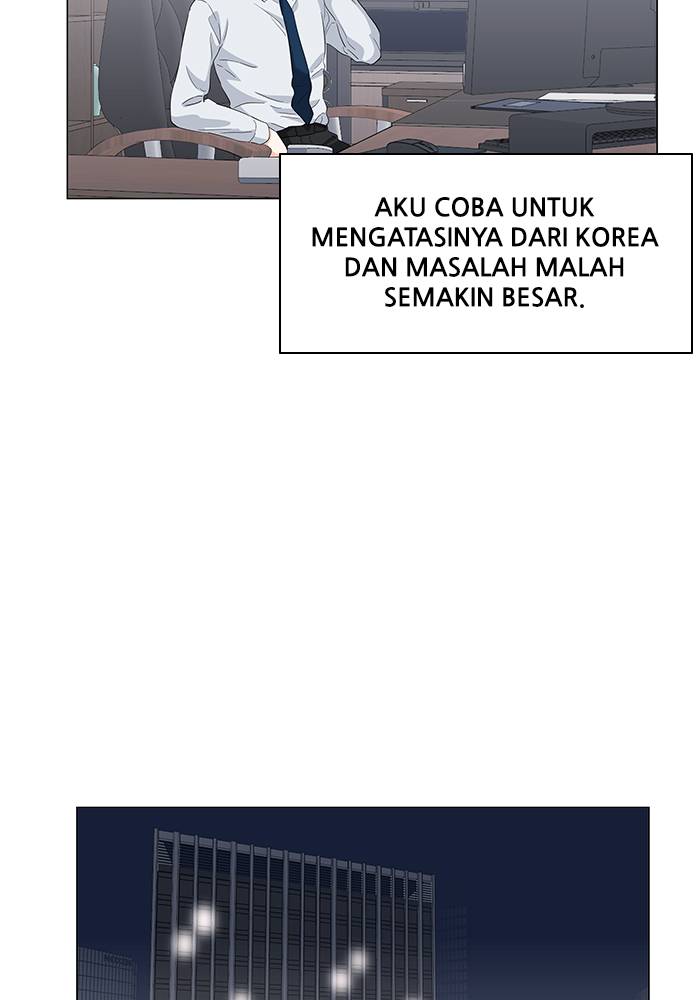 AKU COBA UNTUK
MENGATASINYA DARI KOREA
DAN MASALAH MALAH
SEMAKIN BESAR.